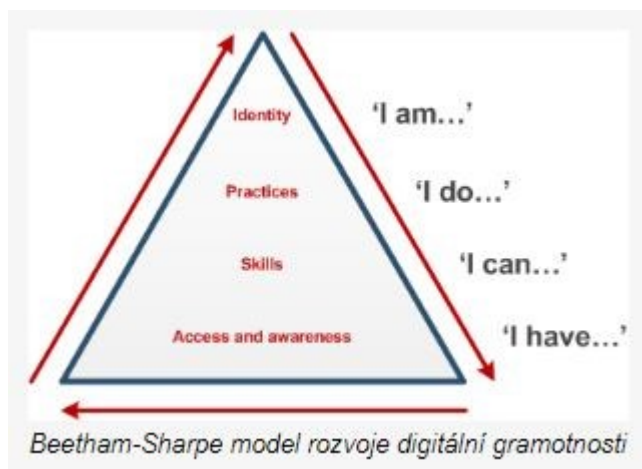 Identity ‘I am…’
Practices ‘I do…’
Skills ‘I can…’
Access and awareness ‘I have…’
Beetham-Sharpe model rozvoje digitální gramotnosti